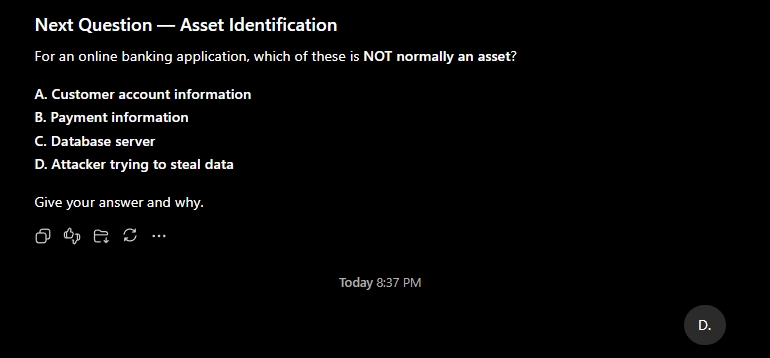 Next Question — Asset Identification
For an online banking application, which of these is NOT normally an asset?
A. Customer account information
B. Payment information
C. Database server
D. Attacker trying to steal data
Give your answer and why.
Today 8:37 PM
D.